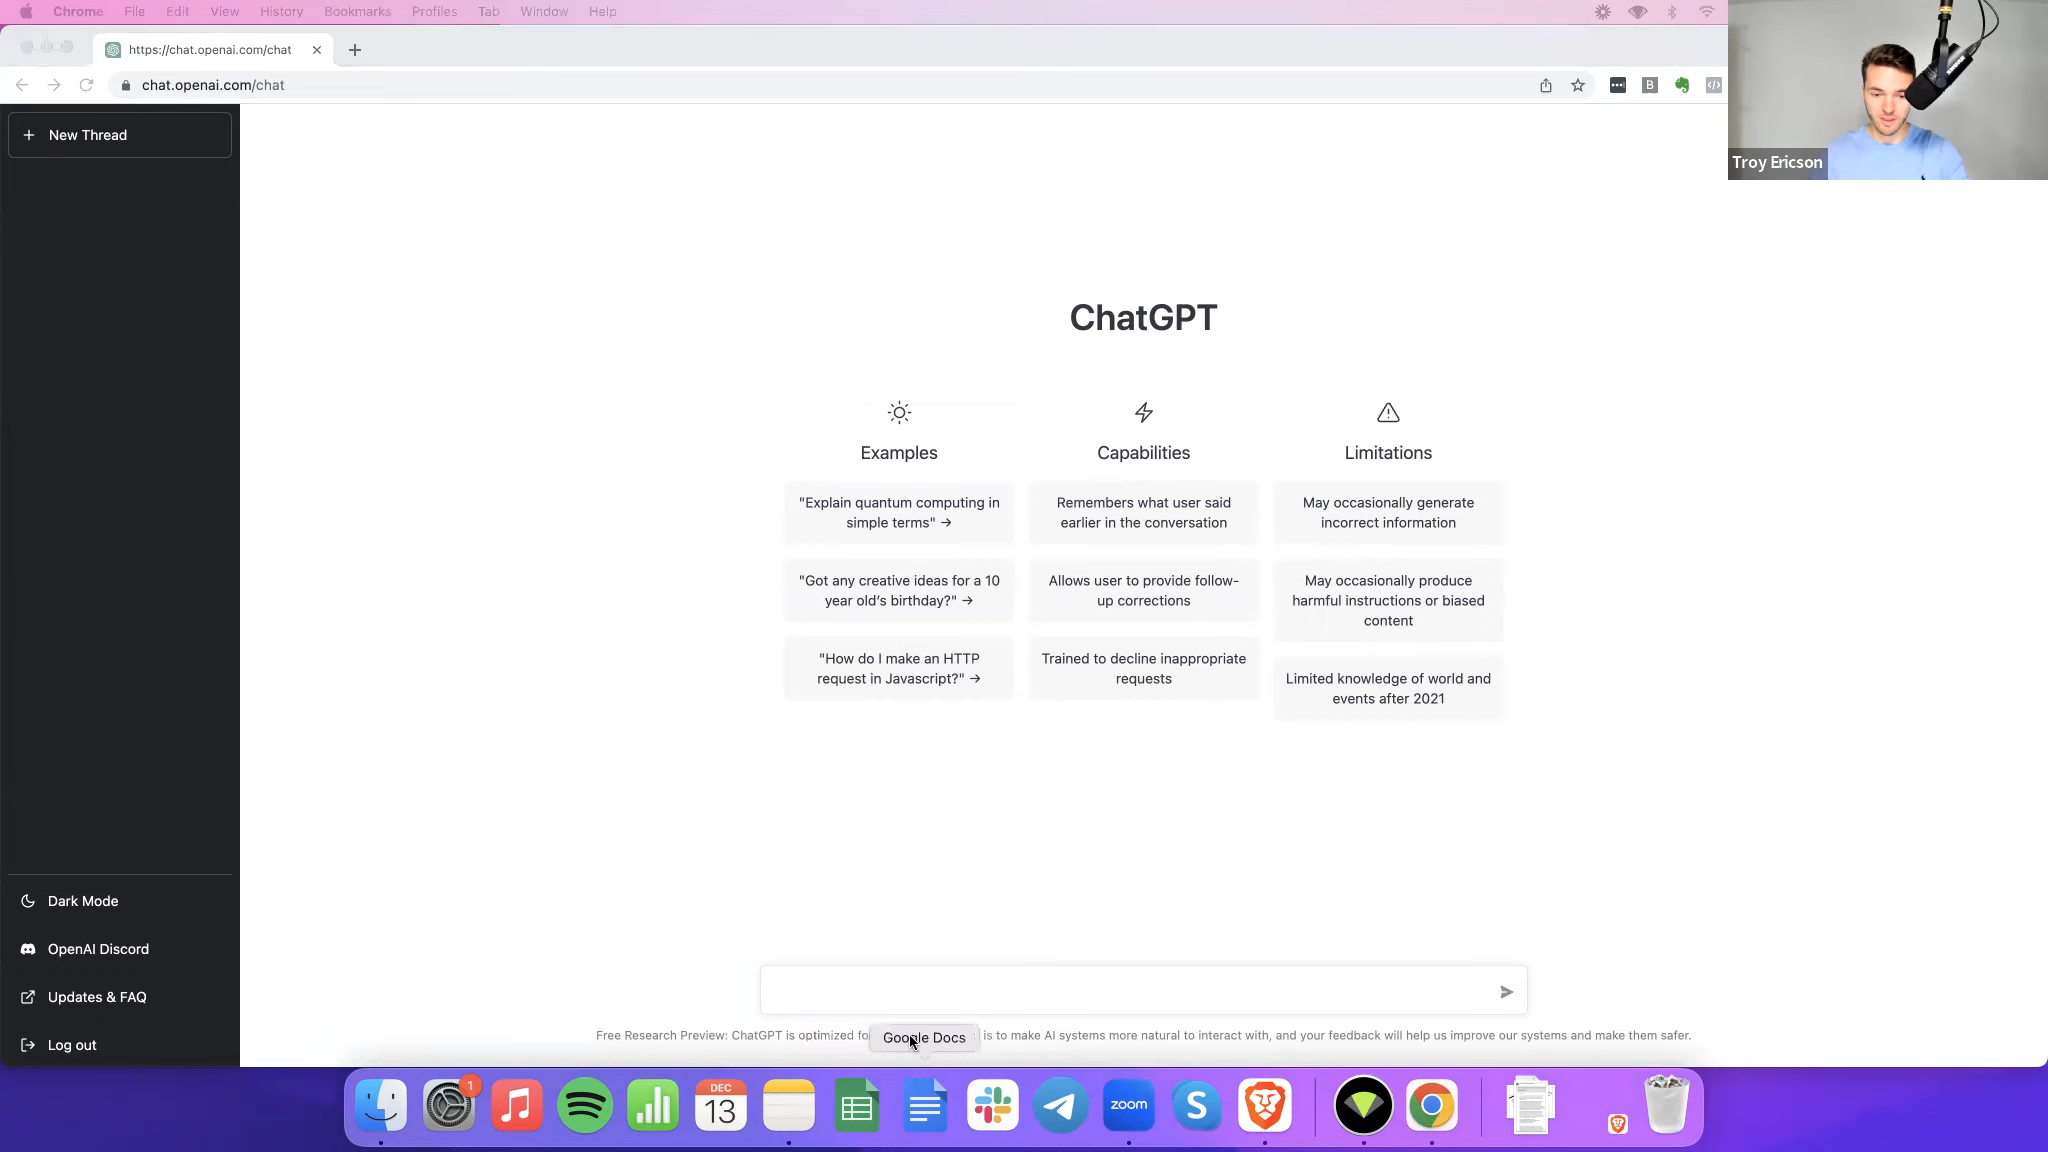 Chrome File Edit View History Bookmarks Profiles Tab Window Help
https://chat.openai.com/chat
chat.openai.com/chat
B
Troy Ericson
New Thread
ChatGPT
Examples
"Explain quantum computing in
simple terms" →
"Got any creative ideas for a 10
year old's birthday?" →
"How do I make an HTTP
request in Javascript?" →
Capabilities
Remembers what user said
earlier in the conversation
Allows user to provide follow-
up corrections
Trained to decline inappropriate
requests
Limitations
May occasionally generate
incorrect information
May occasionally produce
harmful instructions or biased
content
Limited knowledge of world and
events after 2021
Dark Mode
OpenAI Discord
Updates & FAQ
Log out
Free Research Preview: ChatGPT is optimized fo is to make AI systems more natural to interact with, and your feedback will help us improve our systems and make them safer.
Google Docs
1
DEC
13
zoom
S